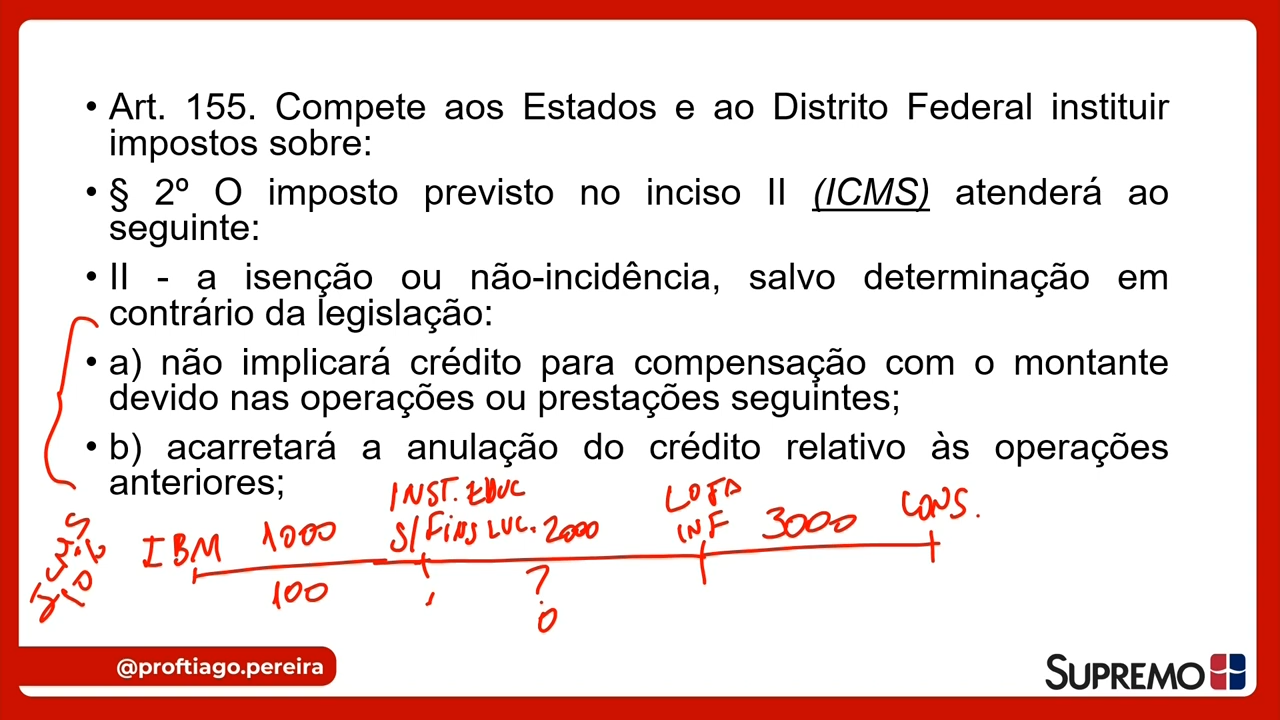 • Art. 155. Compete aos Estados e ao Distrito Federal instituir
impostos sobre:
• § 2º O imposto previsto no inciso II (ICMS) atenderá ao
seguinte:
• II - a isenção ou não-incidência, salvo determinação em
contrário da legislação:
• a) não implicará crédito para compensação com o montante
devido nas operações ou prestações seguintes;
• b) acarretará a anulação do crédito relativo às operações
anteriores;
INST. EDUC
S/ FINS LUC.
LOJA
INF
CONS.
IBM
1000
2000
3000
100
?
0
ICMS
10%
@proftiago.pereira
SUPREMO